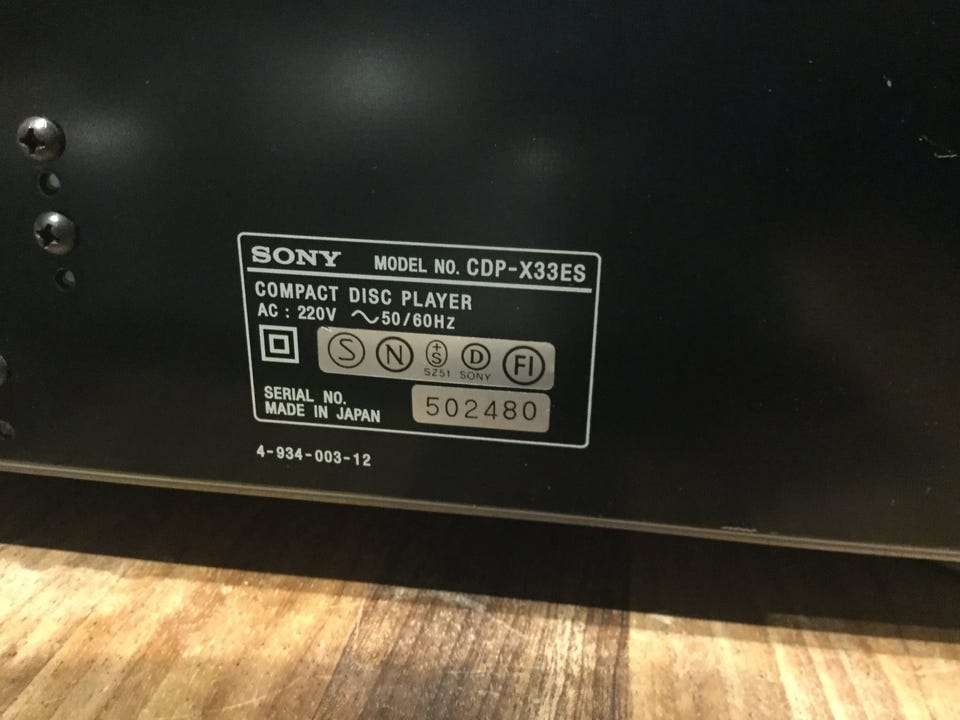 SONY MODEL NO. CDP-X33ES
COMPACT DISC PLAYER
AC : 220V ～50/60HZ
S N +S D FI
SZ51 SONY
SERIAL NO. 502480
MADE IN JAPAN
4-934-003-12